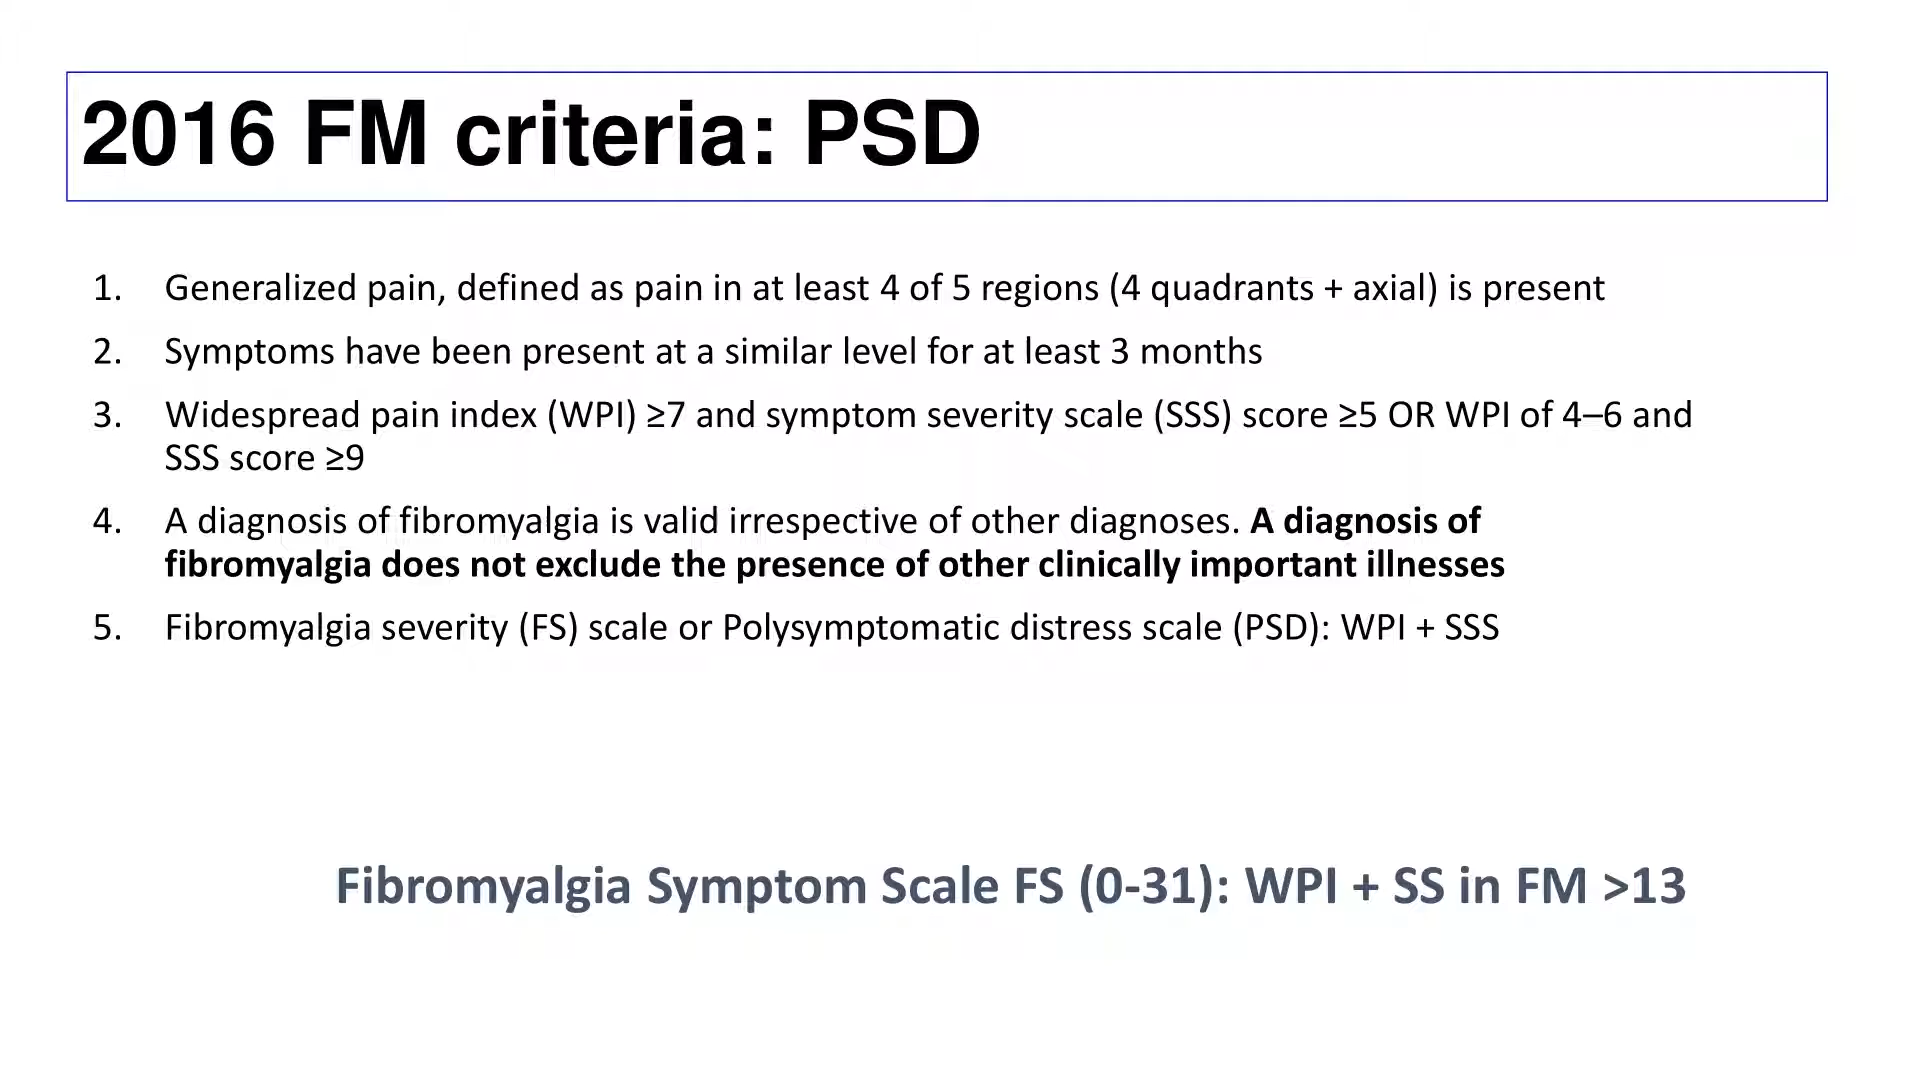 2016 FM criteria: PSD
1. Generalized pain, defined as pain in at least 4 of 5 regions (4 quadrants + axial) is present
2. Symptoms have been present at a similar level for at least 3 months
3. Widespread pain index (WPI) ≥7 and symptom severity scale (SSS) score ≥5 OR WPI of 4–6 and
SSS score ≥9
4. A diagnosis of fibromyalgia is valid irrespective of other diagnoses. A diagnosis of
fibromyalgia does not exclude the presence of other clinically important illnesses
5. Fibromyalgia severity (FS) scale or Polysymptomatic distress scale (PSD): WPI + SSS
Fibromyalgia Symptom Scale FS (0-31): WPI + SS in FM >13